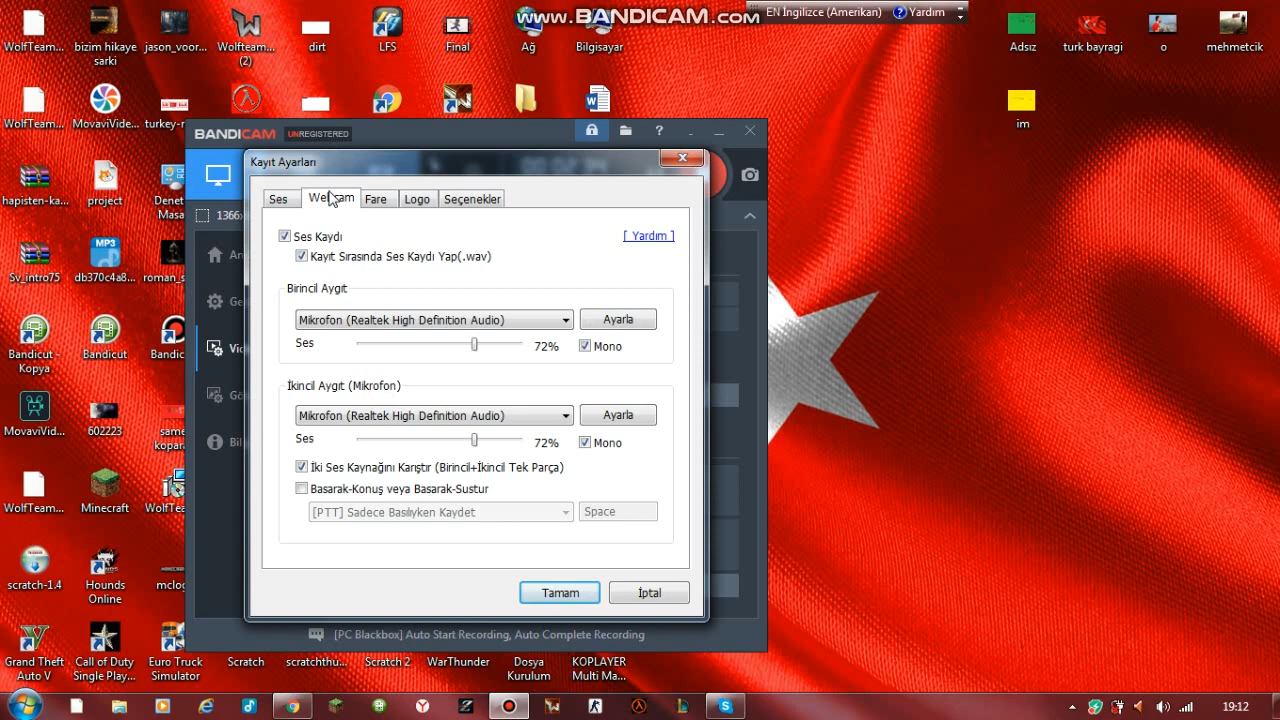 www.BANDICAM.com
EN İngilizce (Amerikan)
Yardım
WolfTeam...
bizim hikaye sarki
jason_voor...
Wolfteam... (2)
dirt
LFS
Final
Ağ
Bilgisayar
Adsız
turk bayragi
o
mehmetcik
WolfTeam...
MovaviVide...
im
BANDICAM
UNREGISTERED
Kayıt Ayarları
Ses
Fare
Logo
Seçenekler
hapisten-ka...
project
Ses Kaydı
[ Yardım ]
Kayıt Sırasında Ses Kaydı Yap(.wav)
Sv_intro75
MP3
db370c4a8...
Birincil Aygıt
Mikrofon (Realtek High Definition Audio)
Ayarla
Ses
72%
Mono
Bandicut - Kopya
Bandicut
İkincil Aygıt (Mikrofon)
Mikrofon (Realtek High Definition Audio)
Ayarla
Ses
72%
Mono
MovaviVid...
602223
İki Ses Kaynağını Karıştır (Birincil+İkincil Tek Parça)
Basarak-Konuş veya Basarak-Sustur
[PTT] Sadece Basılıyken Kaydet
Space
WolfTeam...
Minecraft
Tamam
İptal
scratch-1.4
Hounds Online
[PC Blackbox] Auto Start Recording, Auto Complete Recording
Grand Theft Auto V
Call of Duty Single Play...
Euro Truck Simulator
Scratch
scratchthu...
Scratch 2
WarThunder
Dosya Kurulum
KOPLAYER Multi Ma...
19:12